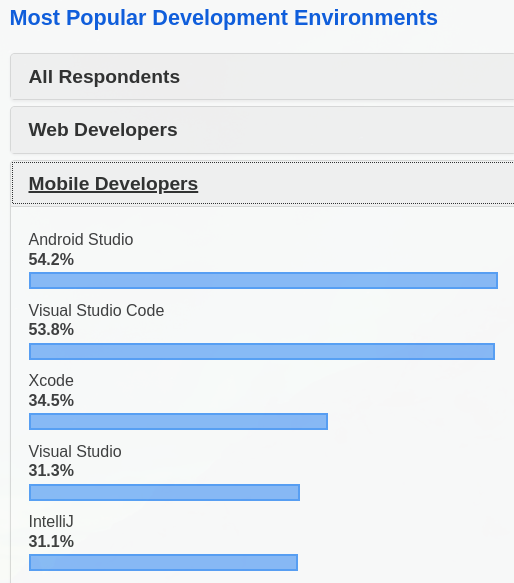 Most Popular Development Environments
All Respondents
Web Developers
Mobile Developers
Android Studio
54.2%
Visual Studio Code
53.8%
Xcode
34.5%
Visual Studio
31.3%
IntelliJ
31.1%